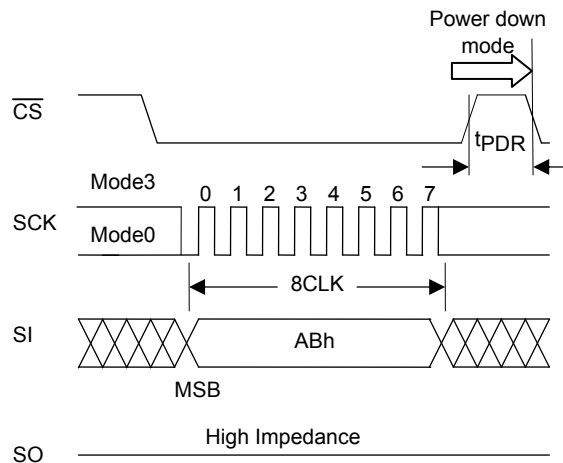 Power down
mode
CS
tPDR
Mode3
0 1 2 3 4 5 6 7
SCK
Mode0
8CLK
SI
ABh
MSB
High Impedance
SO